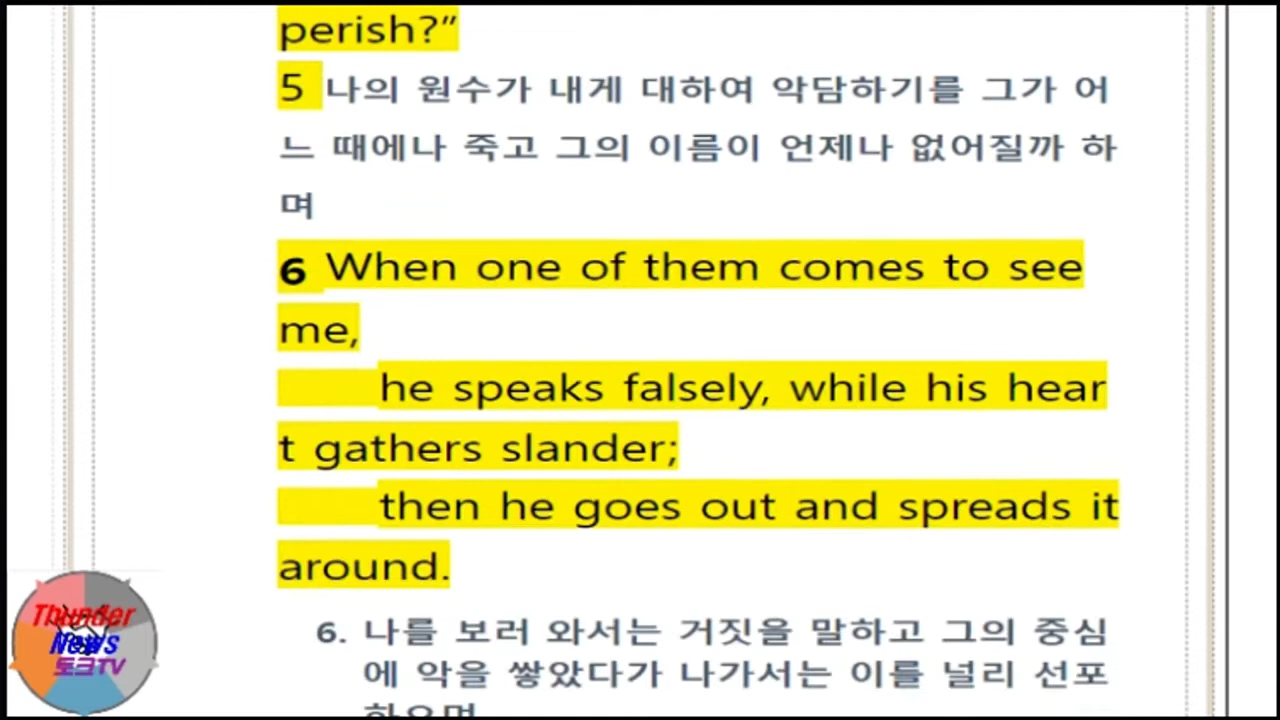 perish?”
5 나의 원수가 내게 대하여 악담하기를 그가 어
느 때에나 죽고 그의 이름이 언제나 없어질까 하
며
6 When one of them comes to see
me,
he speaks falsely, while his hear
t gathers slander;
then he goes out and spreads it
around.
6. 나를 보러 와서는 거짓을 말하고 그의 중심
에 악을 쌓았다가 나가서는 이를 널리 선포
하으며
Thunder
News
토크TV